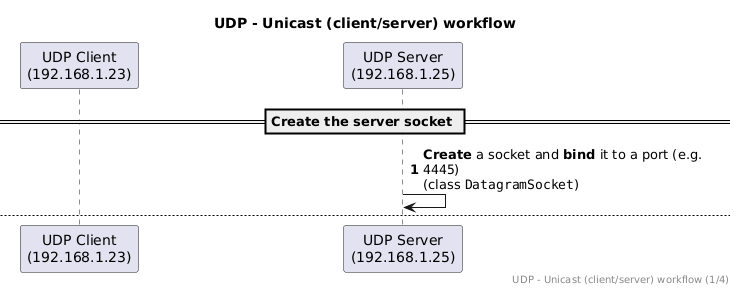 UDP - Unicast (client/server) workflow
UDP Client
(192.168.1.23)
UDP Server
(192.168.1.25)
Create the server socket
Create a socket and bind it to a port (e.g.
1 4445)
(class DatagramSocket)
UDP Client
(192.168.1.23)
UDP Server
(192.168.1.25)
UDP - Unicast (client/server) workflow (1/4)